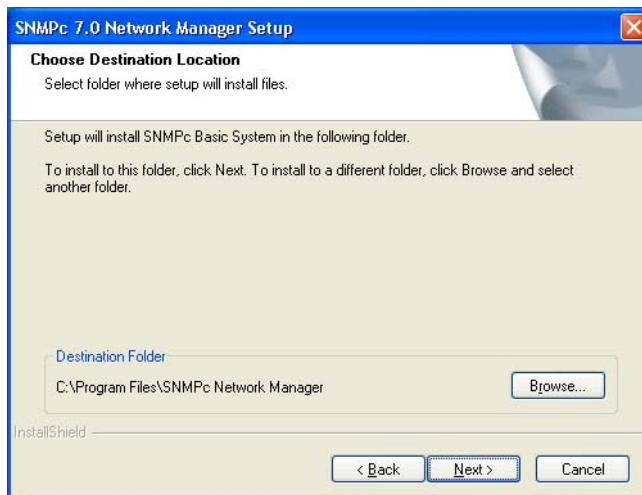 SNMPc 7.0 Network Manager Setup
Choose Destination Location
Select folder where setup will install files.
Setup will install SNMPc Basic System in the following folder.
To install to this folder, click Next. To install to a different folder, click Browse and select
another folder.
Destination Folder
C:\Program Files\SNMPc Network Manager
Browse...
InstallShield
< Back
Next >
Cancel